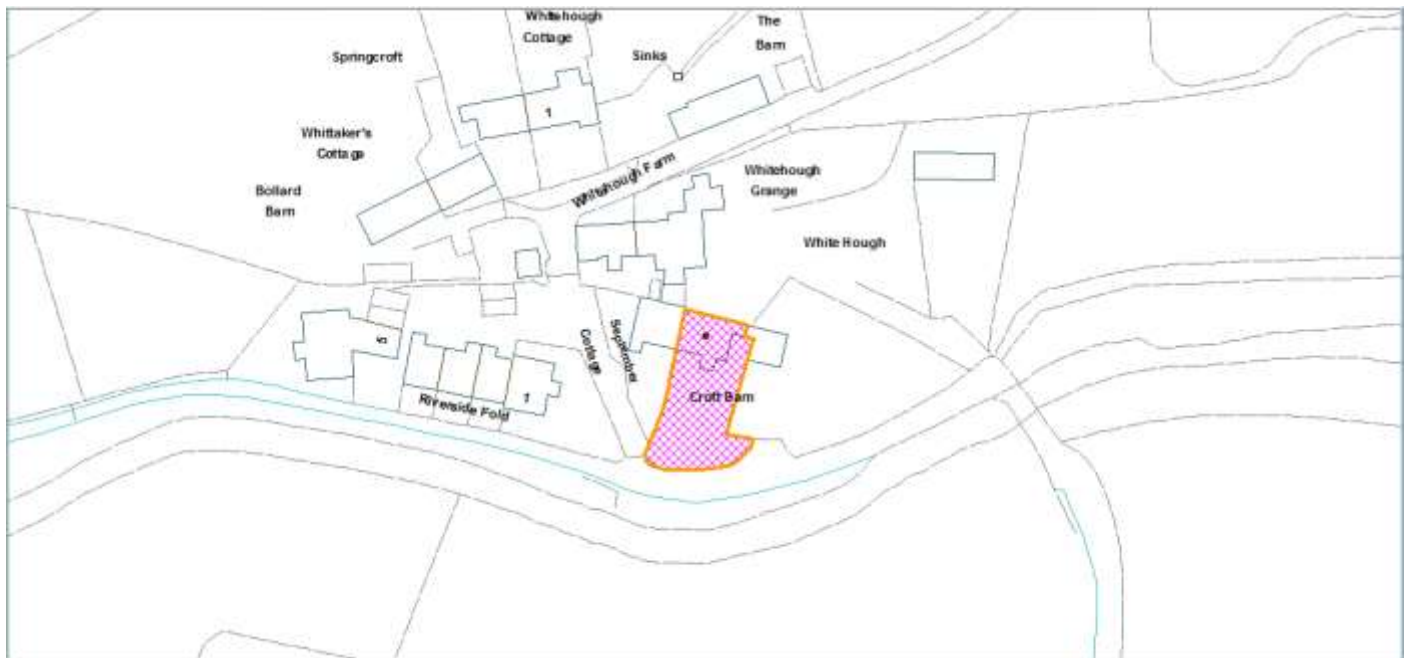 Whitehough
Cottage
The
Barn
Springcroft
Sinks
1
Whittaker's
Cottage
Whitehough Farm
Whitehough
Grange
Bollard
Barn
White Hough
September
Cottage
5
Croft Barn
Riverside Fold
1